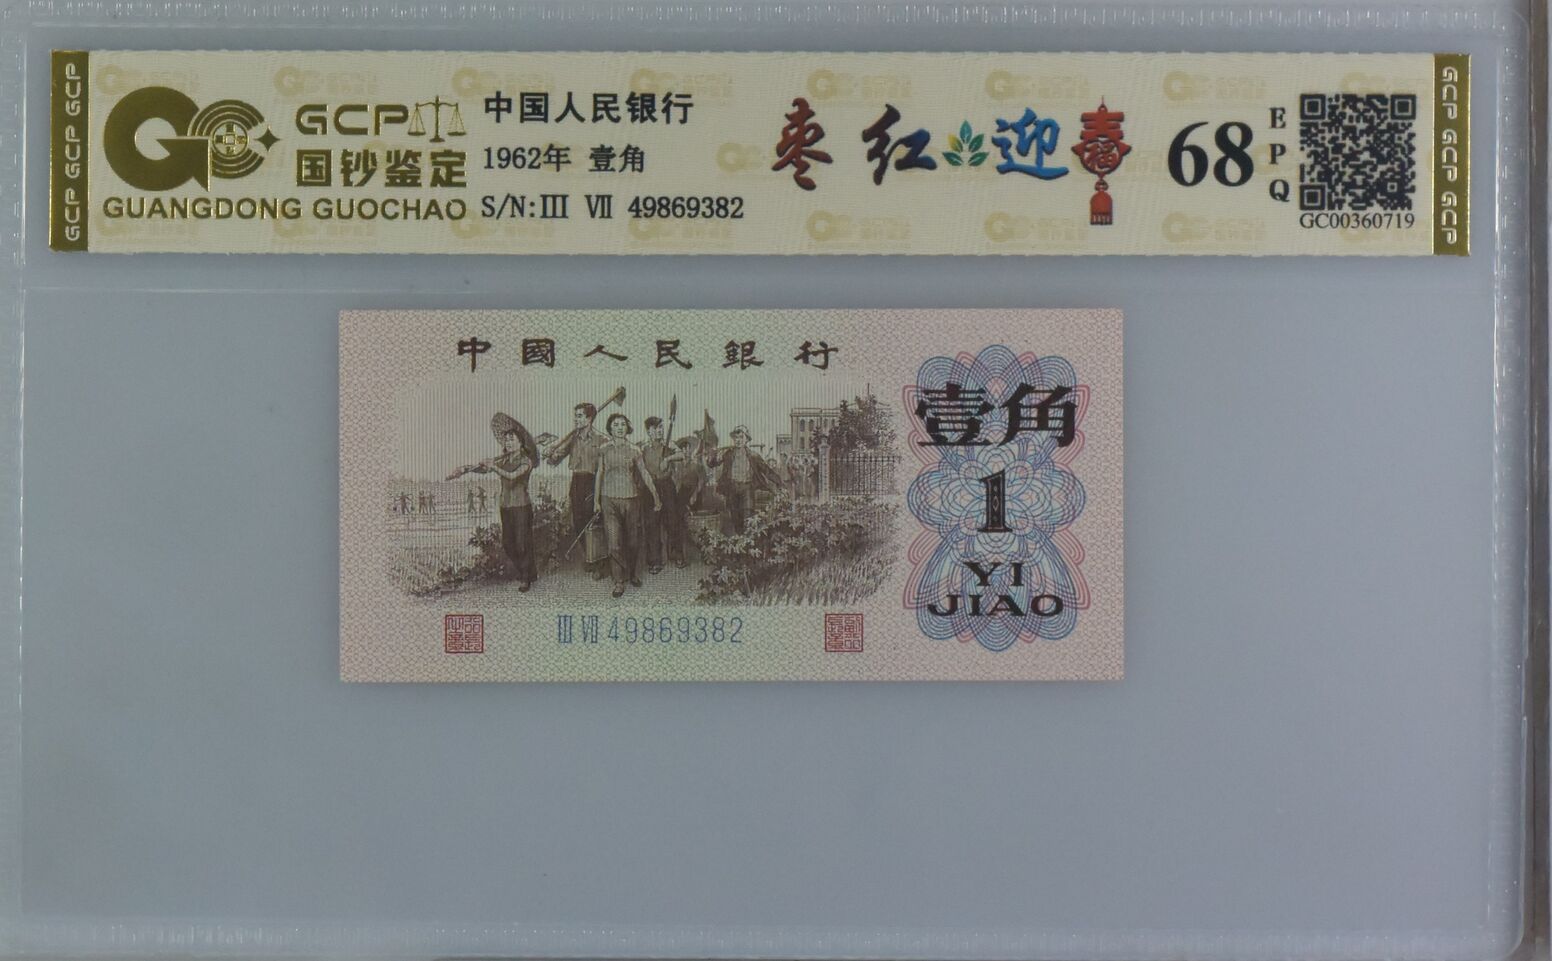 GCP GCP GCP
GCP
国钞鉴定
GUANGDONG GUOCHAO
中国人民银行
1962年 壹角
S/N:III VII 49869382
枣红迎春
福
68
EPQ
GC00360719
GCP GCP GCP
中國人民銀行
壹角
1
YI
JIAO
III VII 49869382